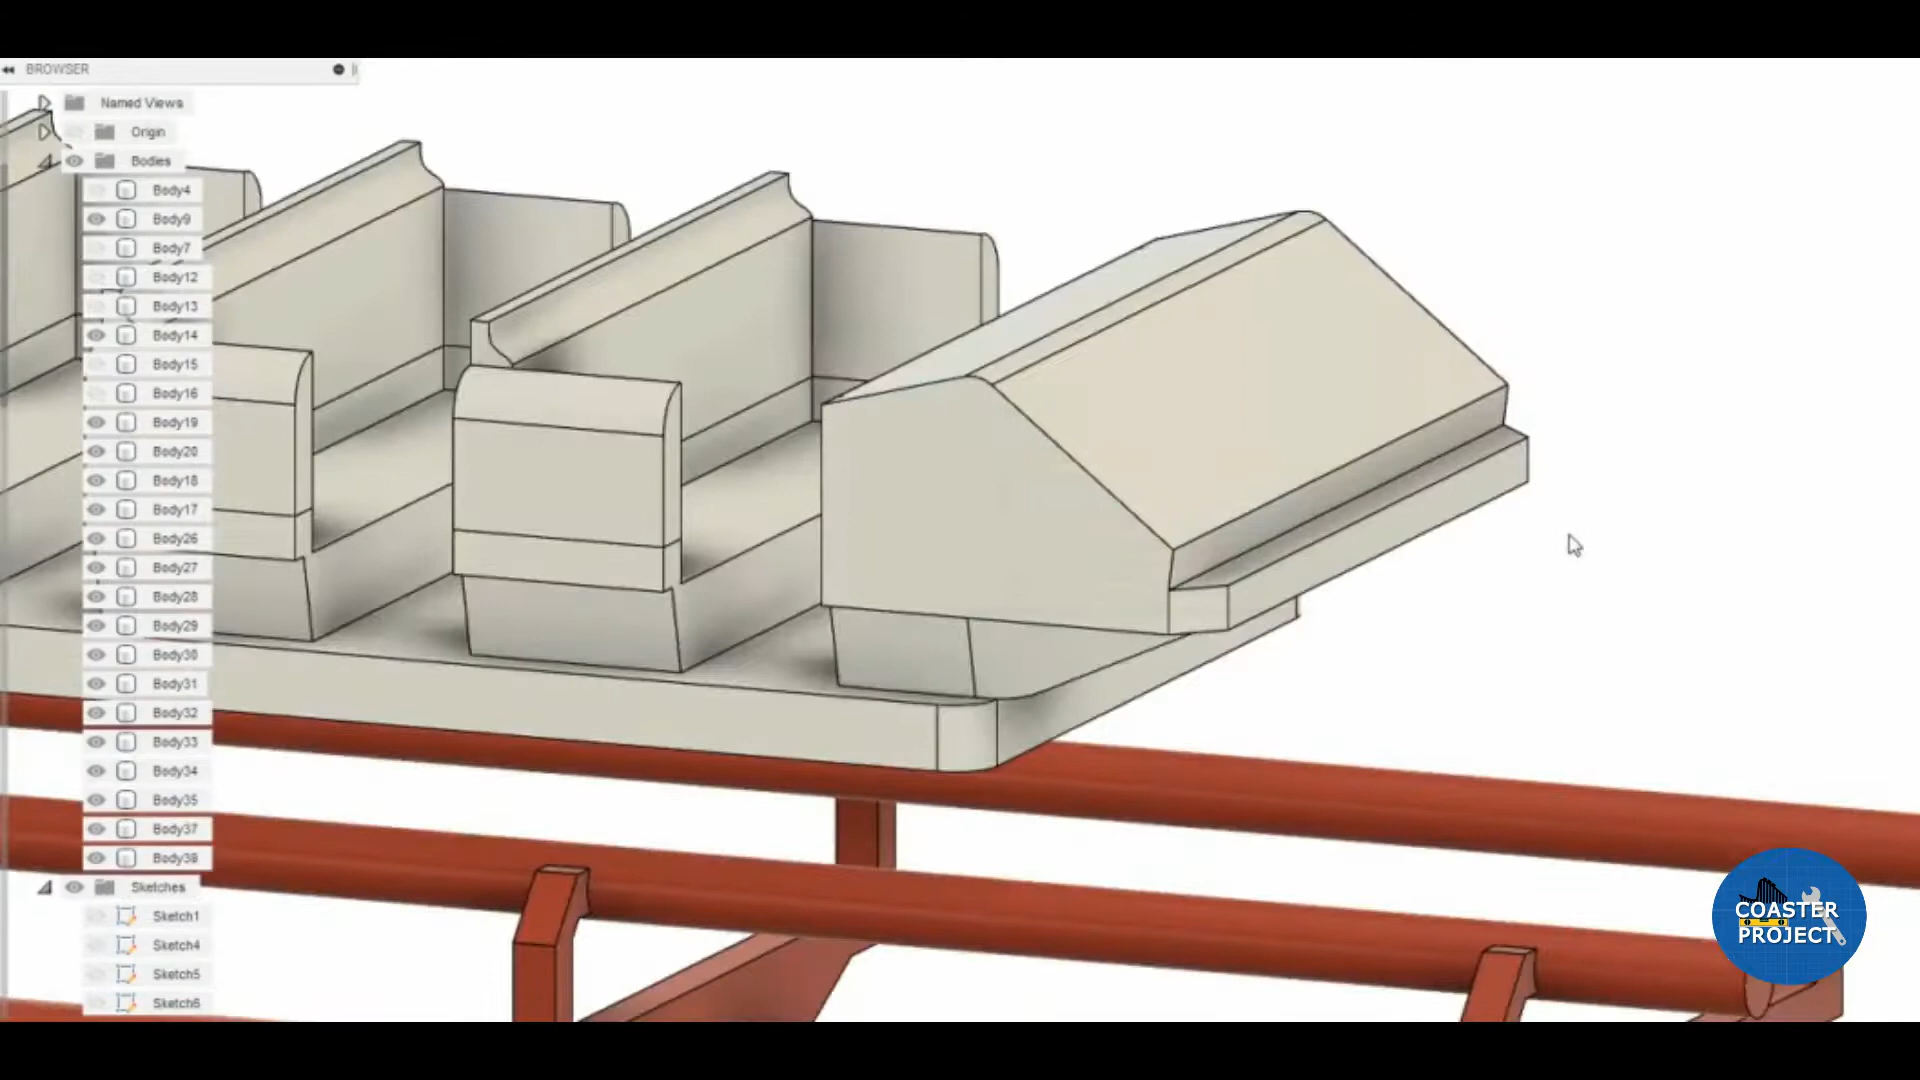 BROWSER
Named Views
Origin
Bodies
Body4
Body9
Body7
Body12
Body13
Body14
Body15
Body16
Body19
Body20
Body18
Body17
Body26
Body27
Body28
Body29
Body30
Body31
Body32
Body33
Body34
Body35
Body37
Body38
Sketches
Sketch1
Sketch4
Sketch5
Sketch6
COASTER
PROJECT